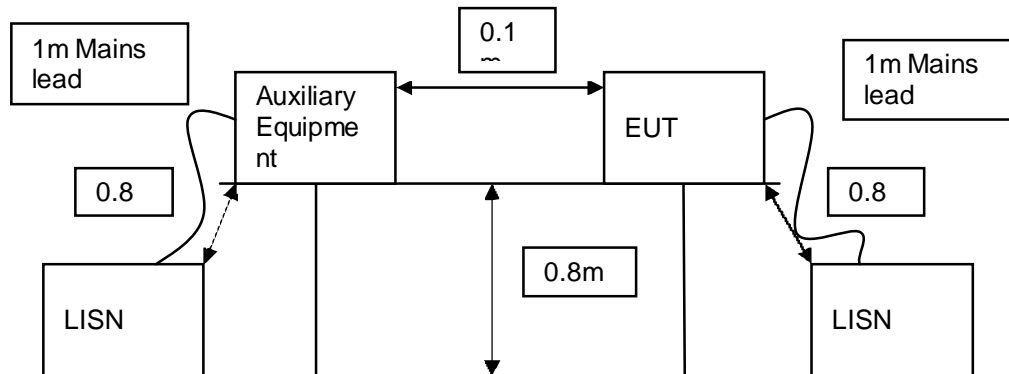 1m Mains
lead
0.1
Auxiliary
Equipme
nt
EUT
1m Mains
lead
0.8
0.8
0.8m
LISN
LISN